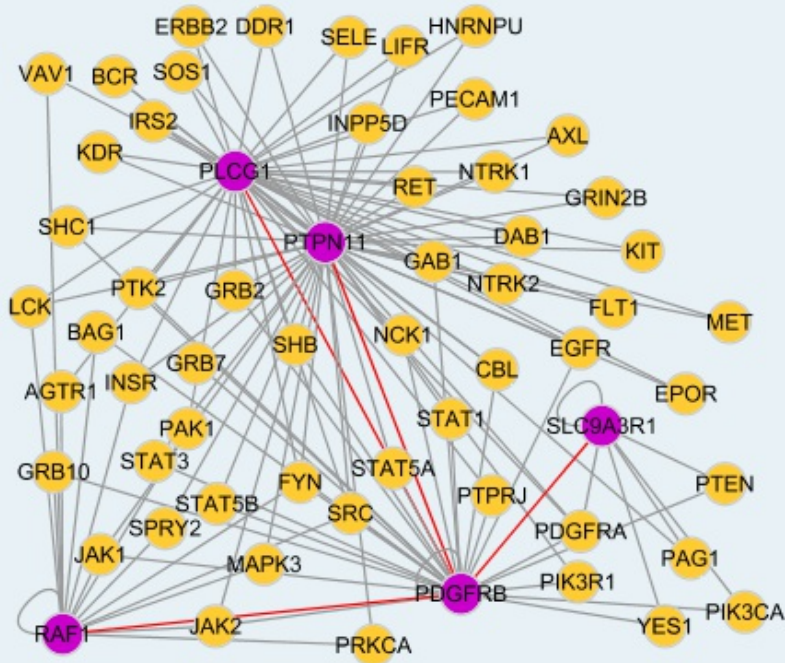 ERBB2
DDR1
SELE
LIFR
HNRNPU
VAV1
BCR
SOS1
PECAM1
IRS2
INPP5D
AXL
KDR
PLCG1
RET
NTRK1
GRIN2B
SHC1
PTPN11
DAB1
KIT
GAB1
LCK
PTK2
GRB2
NTRK2
FLT1
MET
BAG1
SHB
NCK1
EGFR
AGTR1
INSR
GRB7
CBL
EPOR
PAK1
STAT1
SLC9A3R1
GRB10
STAT3
FYN
STAT5A
PTPRJ
PTEN
STAT5B
SRC
SPRY2
PDGFRA
JAK1
MAPK3
PAG1
PDGFRB
PIK3R1
PIK3CA
RAF1
JAK2
PRKCA
YES1